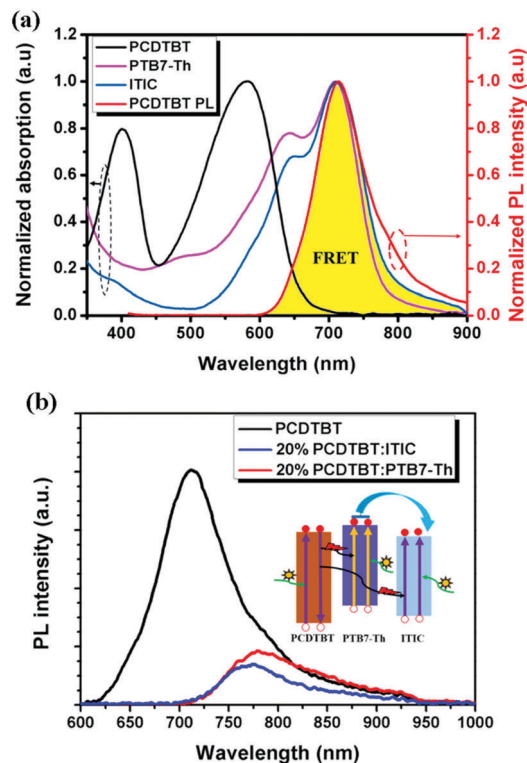 (a)
PCDTBT
PTB7-Th
ITIC
PCDTBT PL
FRET
Normalized absorption (a.u)
1.2
1.0
0.8
0.6
0.4
0.2
0.0
Normalized PL intensity (a.u)
1.2
1.0
0.8
0.6
0.4
0.2
0.0
400 500 600 700 800 900
Wavelength (nm)
(b)
PCDTBT
20% PCDTBT:ITIC
20% PCDTBT:PTB7-Th
PL intensity (a.u.)
PCDTBT PTB7-Th ITIC
600 650 700 750 800 850 900 950 1000
Wavelength (nm)